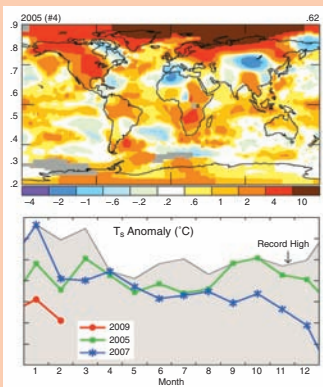 2005 (#4) .62
.9
.8
.7
.6
.5
.4
.3
.2
−4 −2 −1 −.6 −.2 .2 .6 1 2 4 10
Ts Anomaly (˚C)
Record High
2009
2005
2007
1 2 3 4 5 6 7 8 9 10 11 12
Month